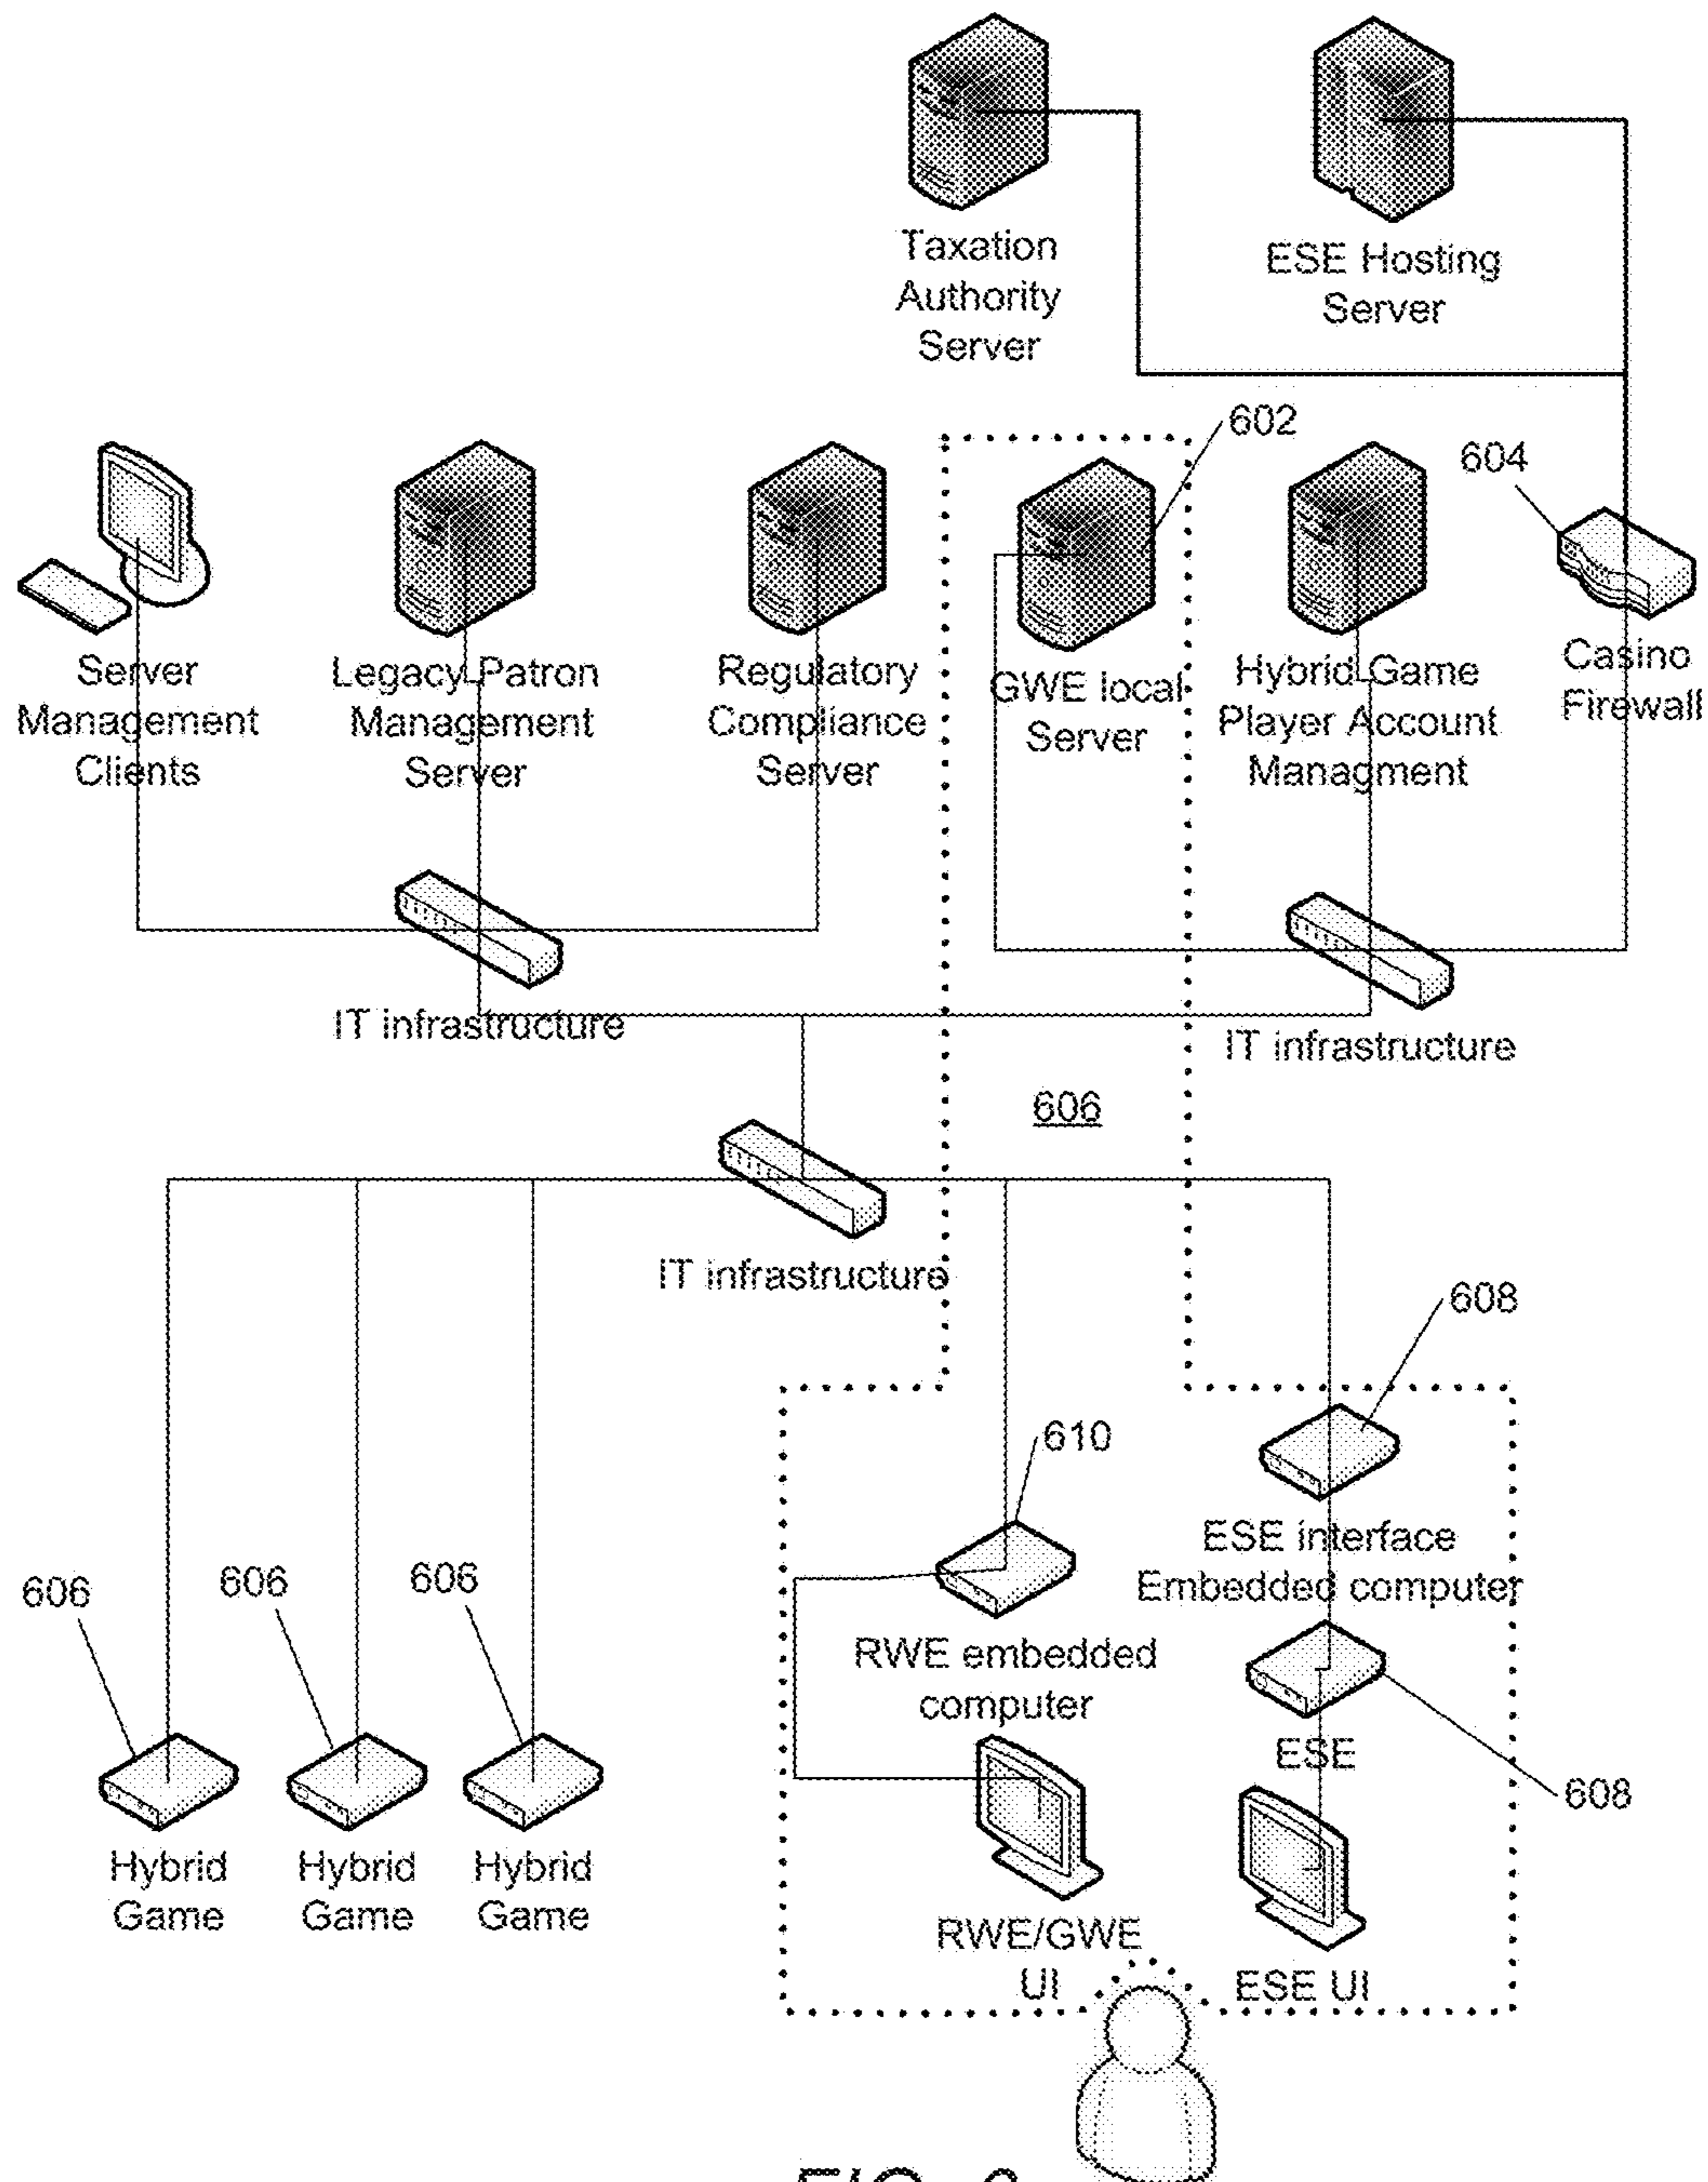 Taxation
Authority
Server
ESE Hosting
Server
602
604
Server
Management
Clients
Legacy Patron
Management
Server
Regulatory
Compliance
Server
GWE local
Server
Hybrid Game
Player Account
Managment
Casino
Firewall
IT infrastructure
IT infrastructure
606
IT infrastructure
608
610
ESE interface
Embedded computer
606
606
606
RWE embedded
computer
ESE
608
Hybrid
Game
Hybrid
Game
Hybrid
Game
RWE/GWE
UI
ESE UI